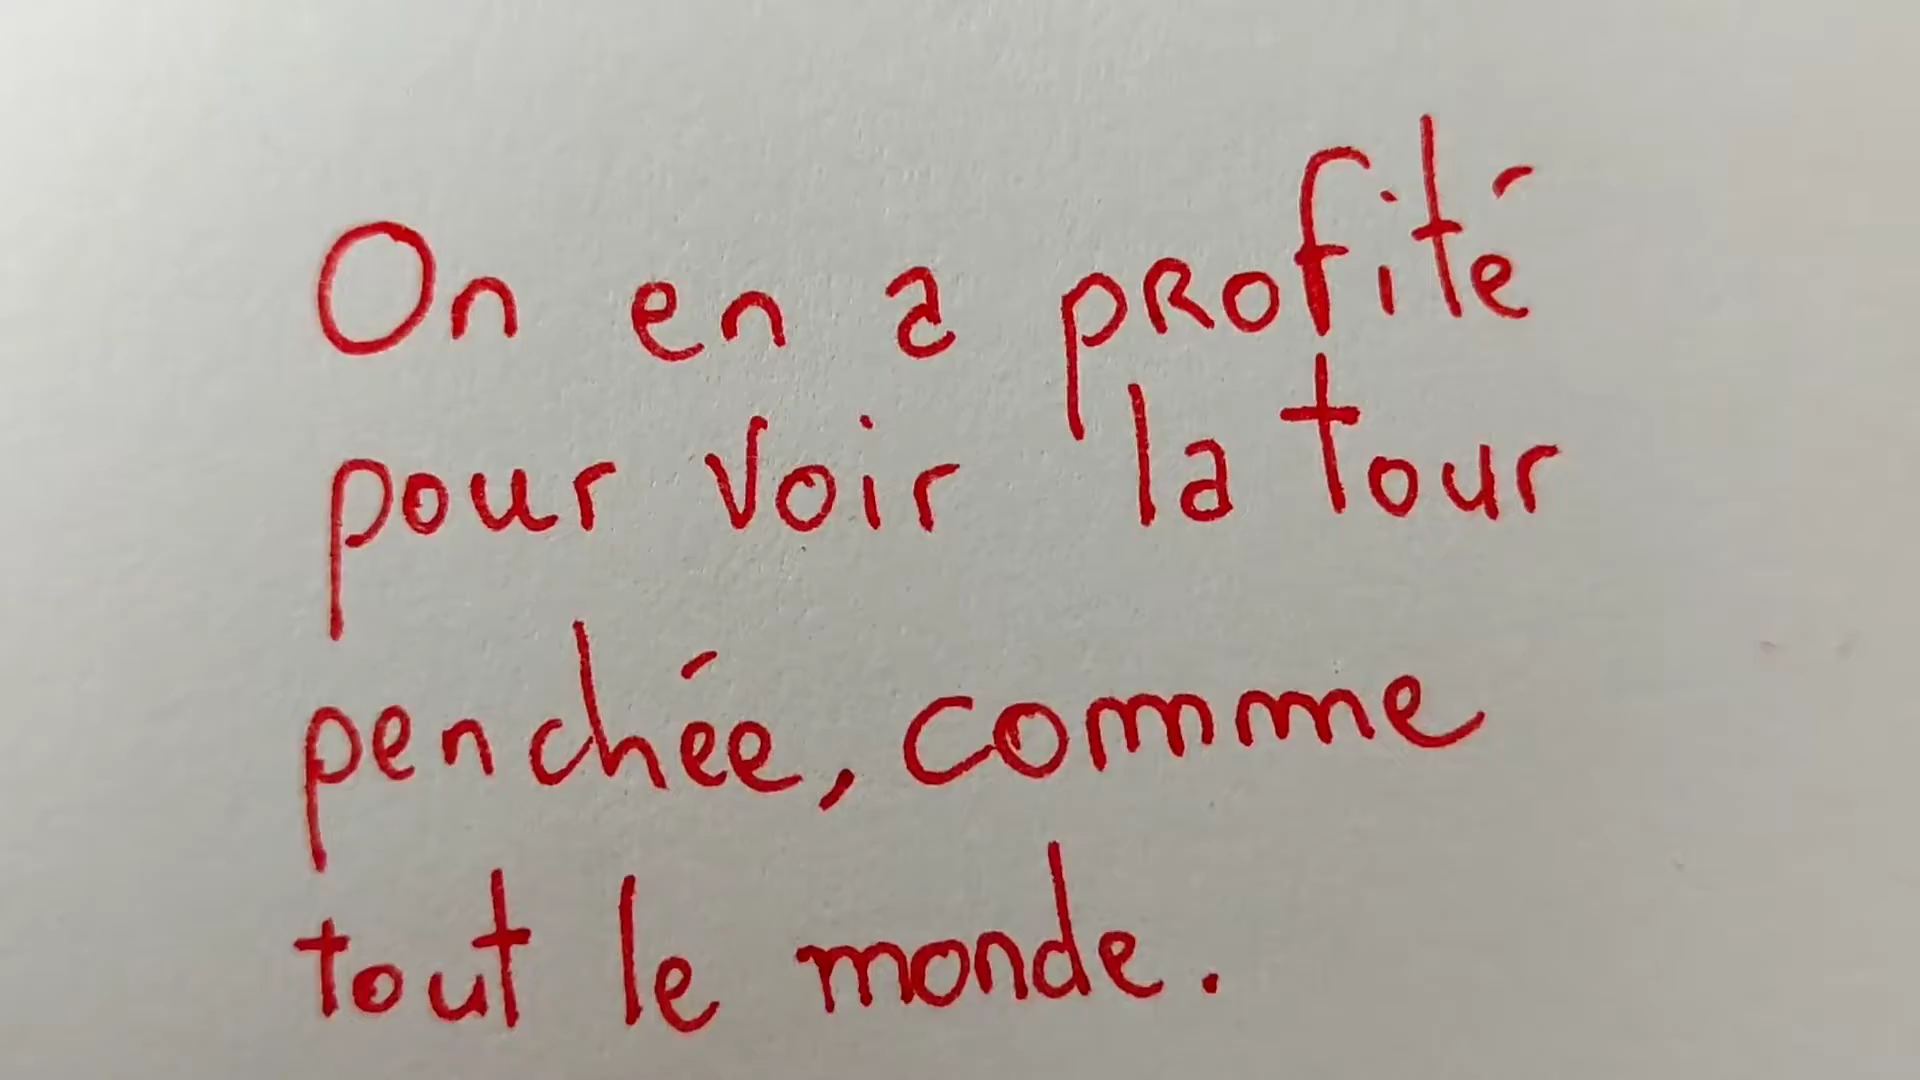 On en a profité
pour voir la tour
penchée, comme
tout le monde.